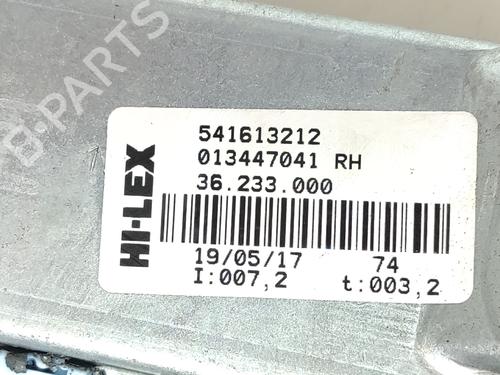 B-PARTS
HI-LEX
541613212
013447041 RH
36.233.000
19/05/17 74
I:007,2 t:003,2